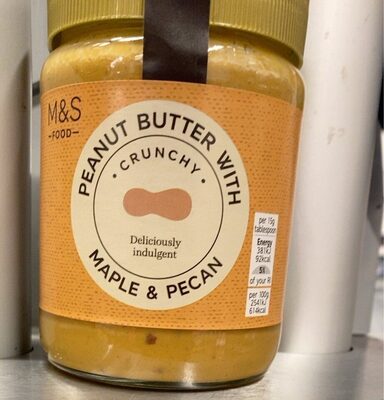 M&S
-FOOD-
PEANUT BUTTER WITH
• CRUNCHY •
Deliciously
indulgent
MAPLE & PECAN
per 15g
tablespoon
Energy
381kJ
92kcal
5%
of your RI
per 100g
2541kJ
614kcal